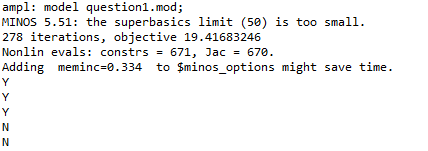 ampl: model question1.mod;
MINOS 5.51: the superbasics limit (50) is too small.
278 iterations, objective 19.41683246
Nonlin evals: constrs = 671, Jac = 670.
Adding  meminc=0.334  to $minos_options might save time.
Y
Y
Y
N
N